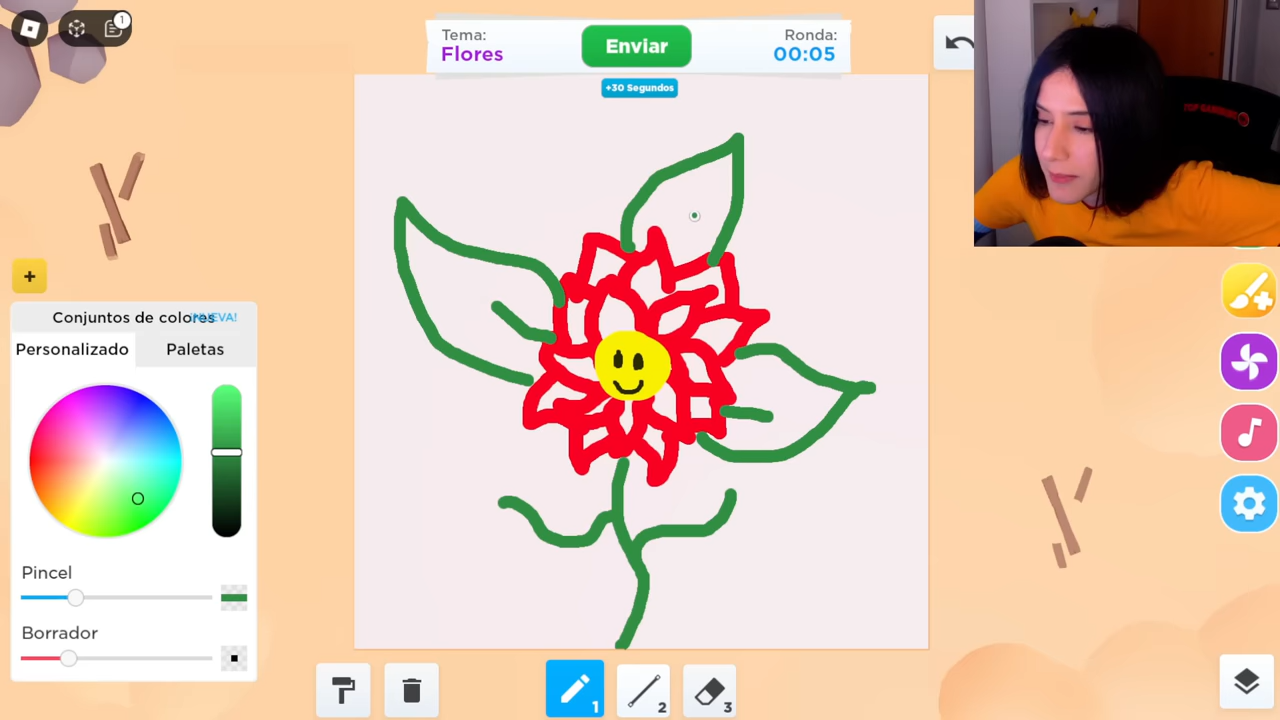 1
Tema:
Flores
Enviar
Ronda:
00:05
+30 Segundos
+
Conjuntos de colores
¡NUEVA!
Personalizado
Paletas
Pincel
Borrador
1
2
3